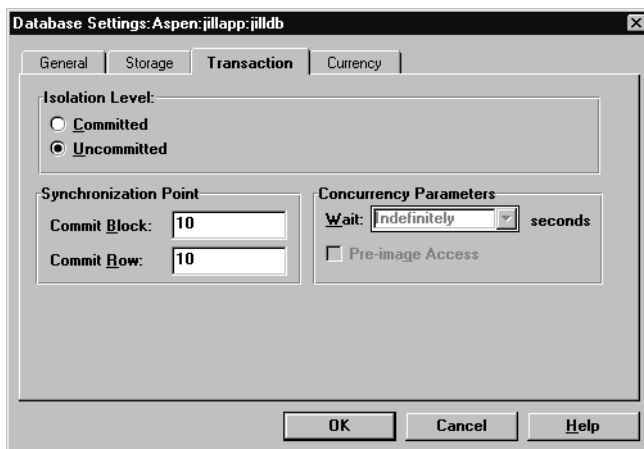 Database Settings:Aspen:jillapp:jilldb
General Storage Transaction Currency
Isolation Level:
Committed
Uncommitted
Synchronization Point
Commit Block: 10
Commit Row: 10
Concurrency Parameters
Wait: Indefinitely seconds
Pre-image Access
OK Cancel Help